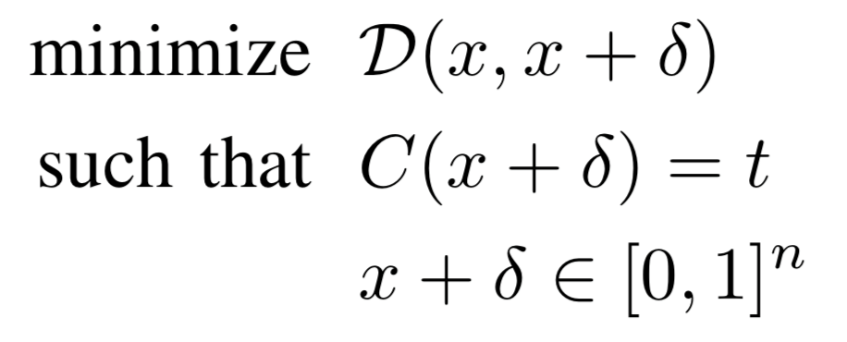 minimize 𝒟(x, x + δ)
such that C(x + δ) = t
x + δ ∈ [0, 1]ⁿ